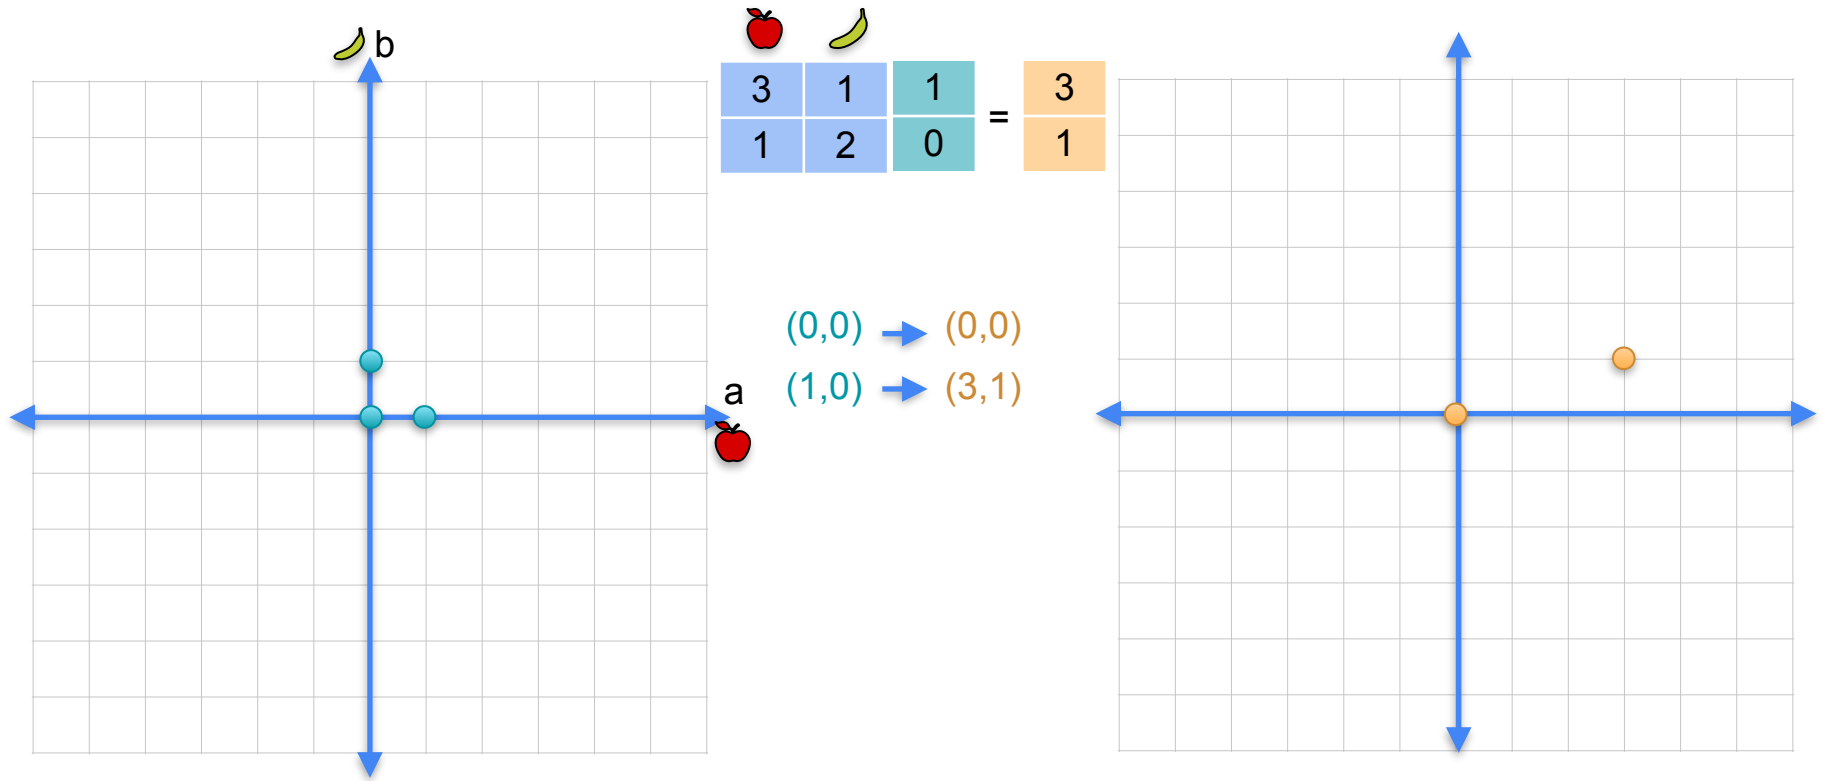 b
3 1 1 = 3
1 2 0 1
(0,0) (0,0)
a
(1,0) (3,1)